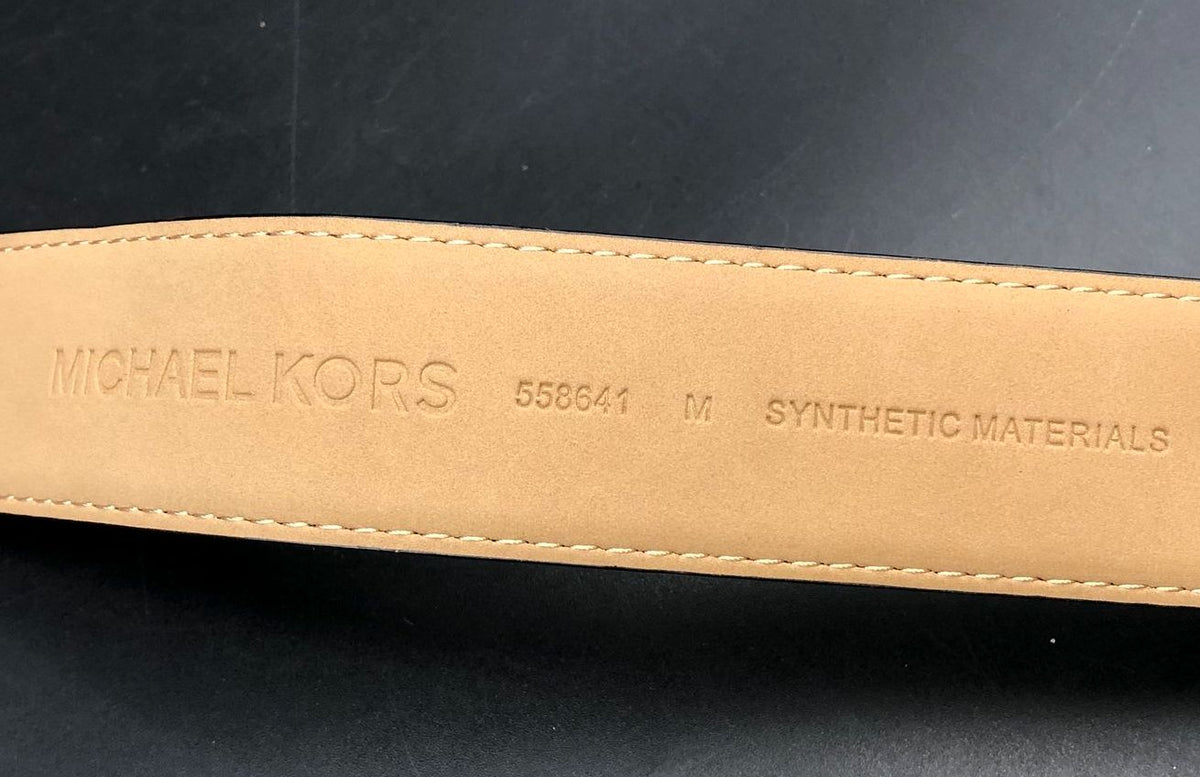 MICHAEL KORS 558641 M SYNTHETIC MATERIALS